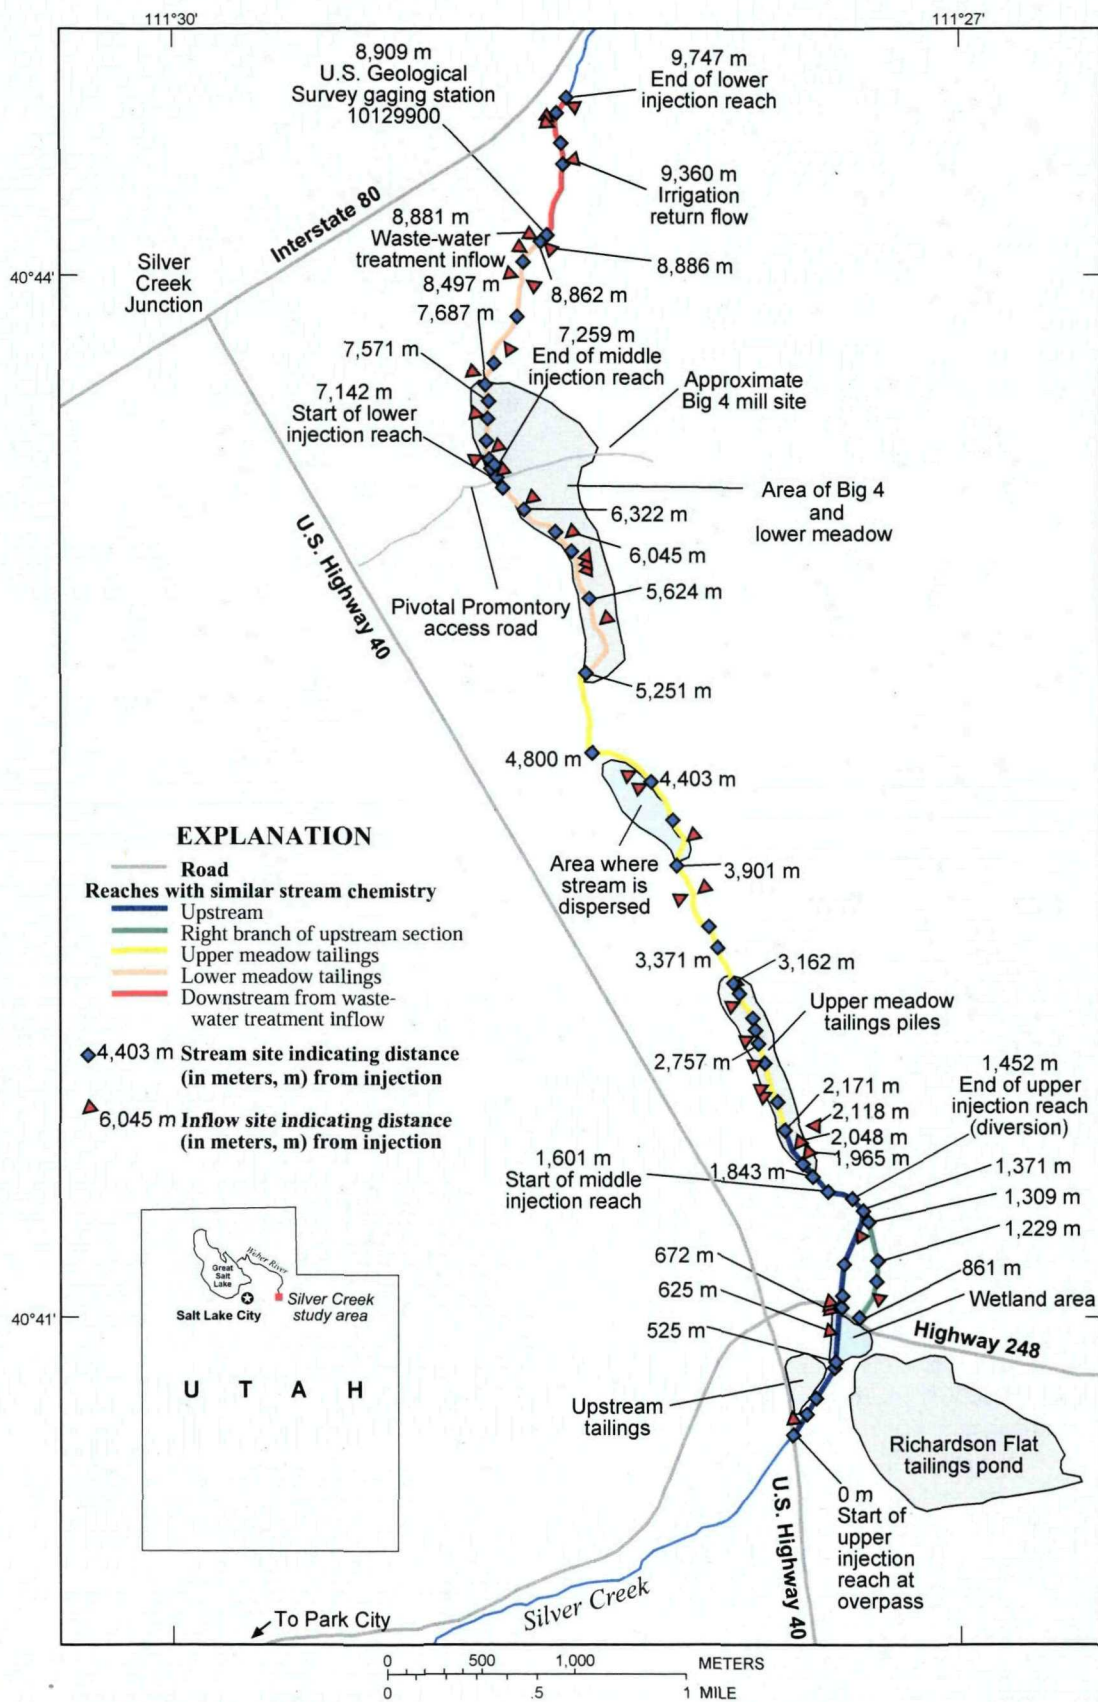 111°30'
111°27'
8,909 m
U.S. Geological
Survey gaging station
10129900
9,747 m
End of lower
injection reach
9,360 m
Irrigation
return flow
Interstate 80
8,881 m
Waste-water
treatment inflow
8,886 m
40°44'
Silver
Creek
Junction
8,497 m
8,862 m
7,687 m
7,259 m
End of middle
injection reach
7,571 m
Approximate
Big 4 mill site
7,142 m
Start of lower
injection reach
Area of Big 4
and
lower meadow
6,322 m
6,045 m
U.S. Highway 40
5,624 m
Pivotal Promontory
access road
5,251 m
4,800 m
4,403 m
EXPLANATION
Road
Reaches with similar stream chemistry
Upstream
Right branch of upstream section
Upper meadow tailings
Lower meadow tailings
Downstream from waste-
water treatment inflow
4,403 m Stream site indicating distance
(in meters, m) from injection
6,045 m Inflow site indicating distance
(in meters, m) from injection
Area where
stream is
dispersed
3,901 m
3,371 m
3,162 m
Upper meadow
tailings piles
2,757 m
1,452 m
End of upper
injection reach
(diversion)
2,171 m
2,118 m
2,048 m
1,965 m
1,843 m
1,601 m
Start of middle
injection reach
1,371 m
1,309 m
1,229 m
672 m
861 m
625 m
Wetland area
40°41'
525 m
Highway 248
Upstream
tailings
Richardson Flat
tailings pond
0 m
Start of
upper
injection
reach at
overpass
U.S. Highway 40
Silver Creek
To Park City
Great
Salt
Lake
Weber River
Salt Lake City
Silver Creek
study area
UTAH
0 500 1,000 METERS
0 .5 1 MILE